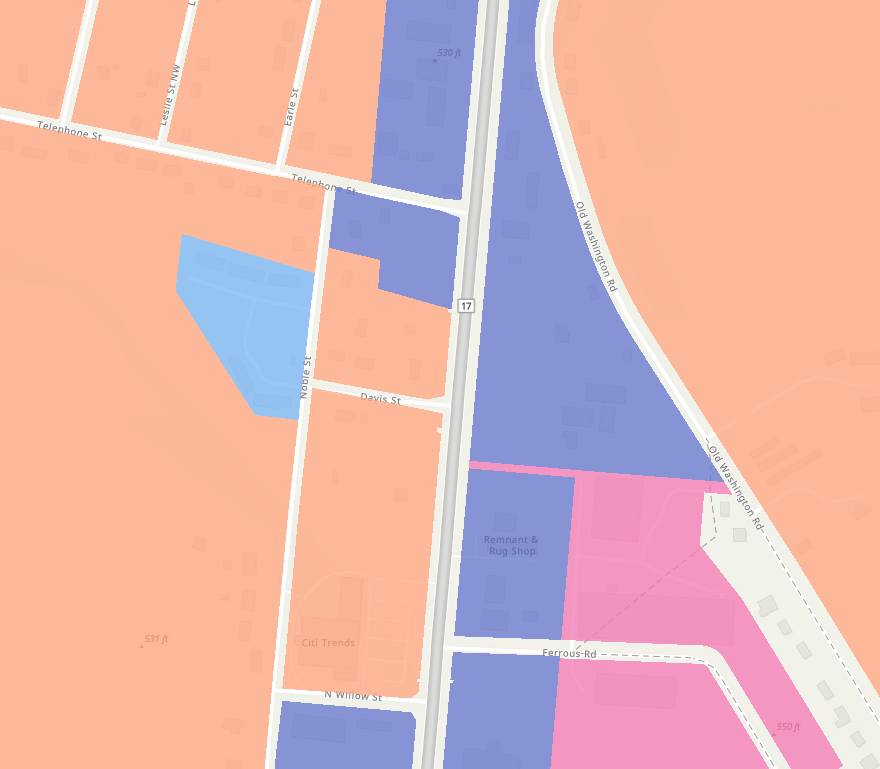 530 ft
Leslie St NW
L
Earle St
Telephone St
Telephone St
Old Washington Rd
17
Noble St
Davis St
Old Washington Rd
Remnant &
Rug Shop
531 ft
Citi Trends
Ferrous Rd
N Willow St
550 ft